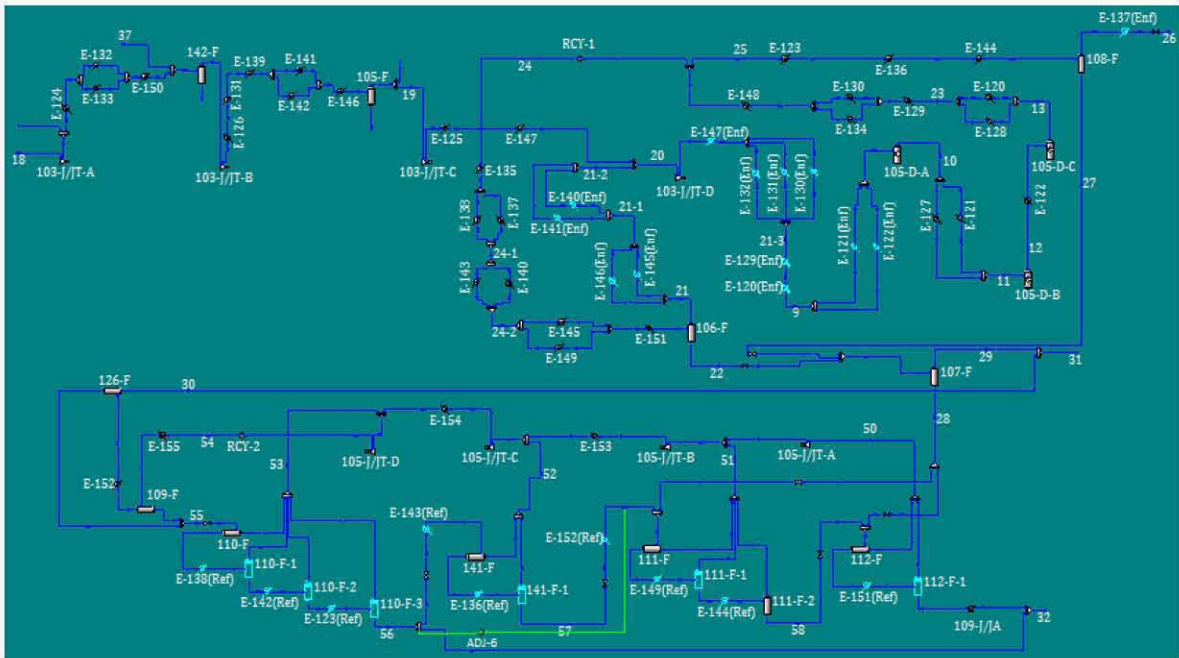 E-137(Enf)
26
37
E-132
142-F
E-139
E-141
105-F
RCY-1
24
25
E-123
E-136
E-144
108-F
E-124
E-133
E-150
E-131
E-142
E-146
19
E-148
E-130
23
E-120
13
E-134
E-129
E-128
18
E-126
E-125
E-147
E-147(Enf)
20
103-J/JT-A
103-J/JT-B
103-J/JT-C
103-J/JT-D
E-135
21-2
E-132(Enf)
E-131(Enf)
E-130(Enf)
105-D-A
10
105-D-C
27
E-138
E-137
E-140(Enf)
E-141(Enf)
21-1
E-127
E-121
E-122
24-1
21-3
E-121(Enf)
E-122(Enf)
12
E-143
E-140
E-146(Enf)
E-145(Enf)
E-129(Enf)
E-120(Enf)
11
105-D-B
21
9
24-2
E-145
E-149
E-151
106-F
22
29
31
107-F
126-F
30
28
E-155
54
RCY-2
53
E-154
105-J/JT-D
105-J/JT-C
E-153
105-J/JT-B
51
105-J/JT-A
50
52
E-152
109-F
55
110-F
E-143(Ref)
141-F
E-152(Ref)
111-F
112-F
110-F-1
E-138(Ref)
110-F-2
E-142(Ref)
110-F-3
E-123(Ref)
E-136(Ref)
141-F-1
111-F-1
E-149(Ref)
E-144(Ref)
111-F-2
E-151(Ref)
112-F-1
56
57
58
ADJ-6
109-J/JA
32